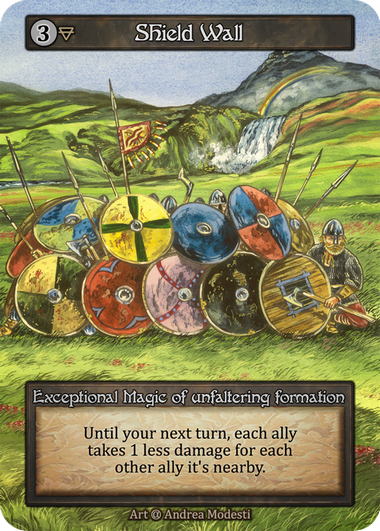 3
Shield Wall
Exceptional Magic of unfaltering formation
Until your next turn, each ally
takes 1 less damage for each
other ally it's nearby.
Art @ Andrea Modesti